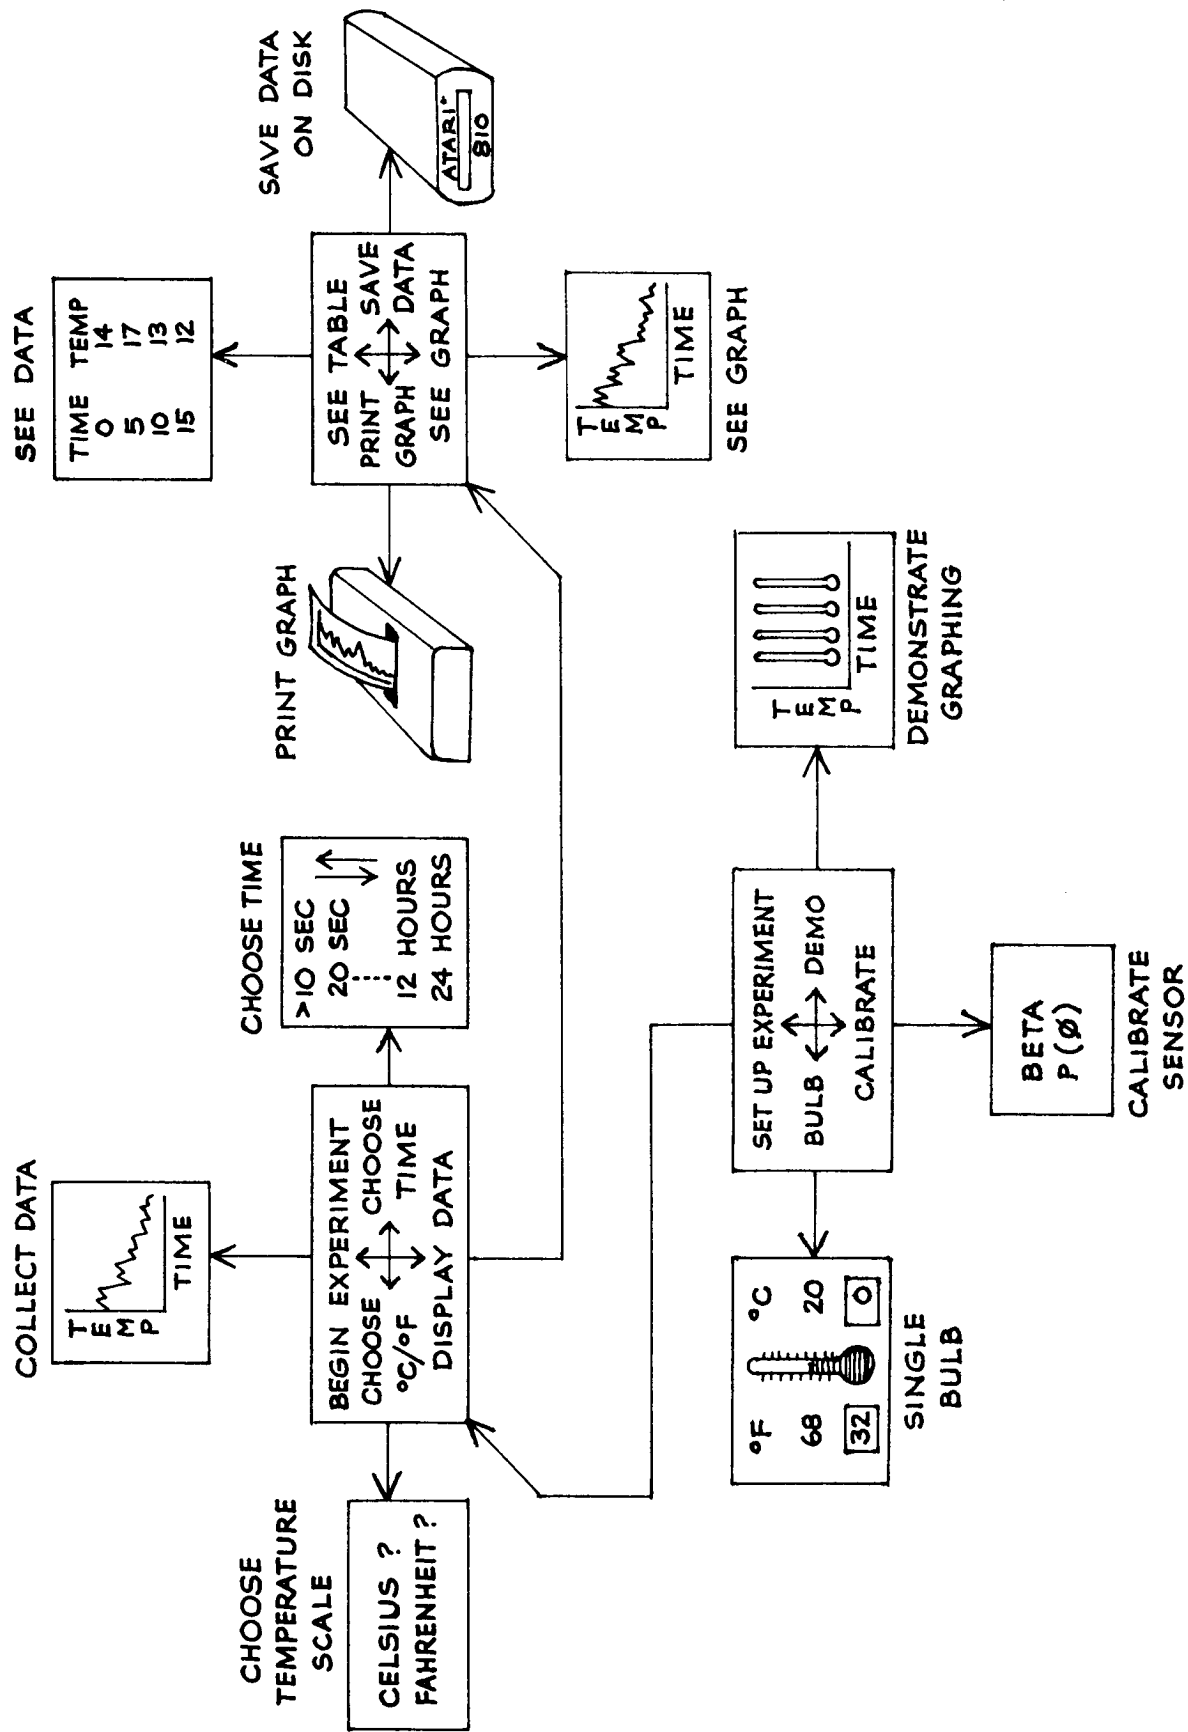 COLLECT DATA
T
E
M
P
TIME
SEE DATA
TIME TEMP
0 14
5 17
10 13
15 12
CHOOSE
TEMPERATURE
SCALE
CELSIUS ?
FAHRENHEIT ?
BEGIN EXPERIMENT
CHOOSE CHOOSE
°C/°F TIME
DISPLAY DATA
CHOOSE TIME
>10 SEC
20 SEC
12 HOURS
24 HOURS
PRINT GRAPH
SEE TABLE
PRINT SAVE
GRAPH DATA
SEE GRAPH
SAVE DATA
ON DISK
ATARI
810
T
E
M
P
TIME
SEE GRAPH
°F °C
68 20
32 0
SINGLE
BULB
SET UP EXPERIMENT
BULB DEMO
CALIBRATE
T
E
M
P
TIME
DEMONSTRATE
GRAPHING
BETA
P(Ø)
CALIBRATE
SENSOR